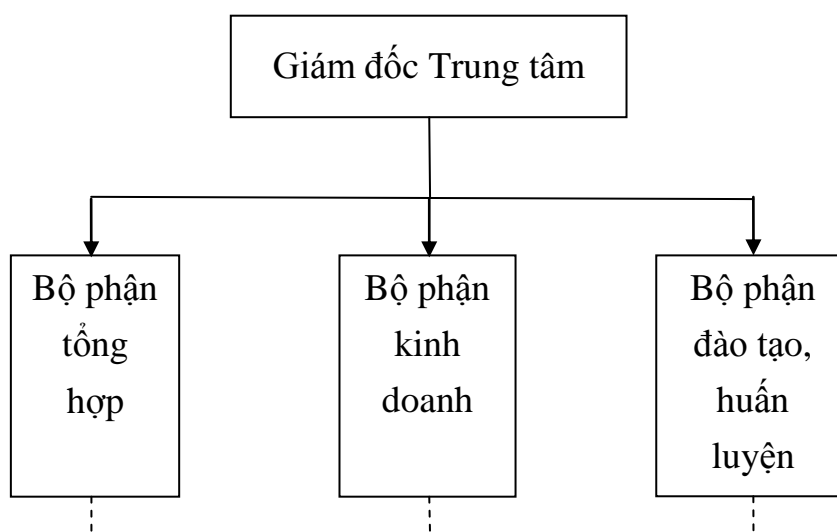 Giám đốc Trung tâm
Bộ phận
tổng
hợp
Bộ phận
kinh
doanh
Bộ phận
đào tạo,
huấn
luyện